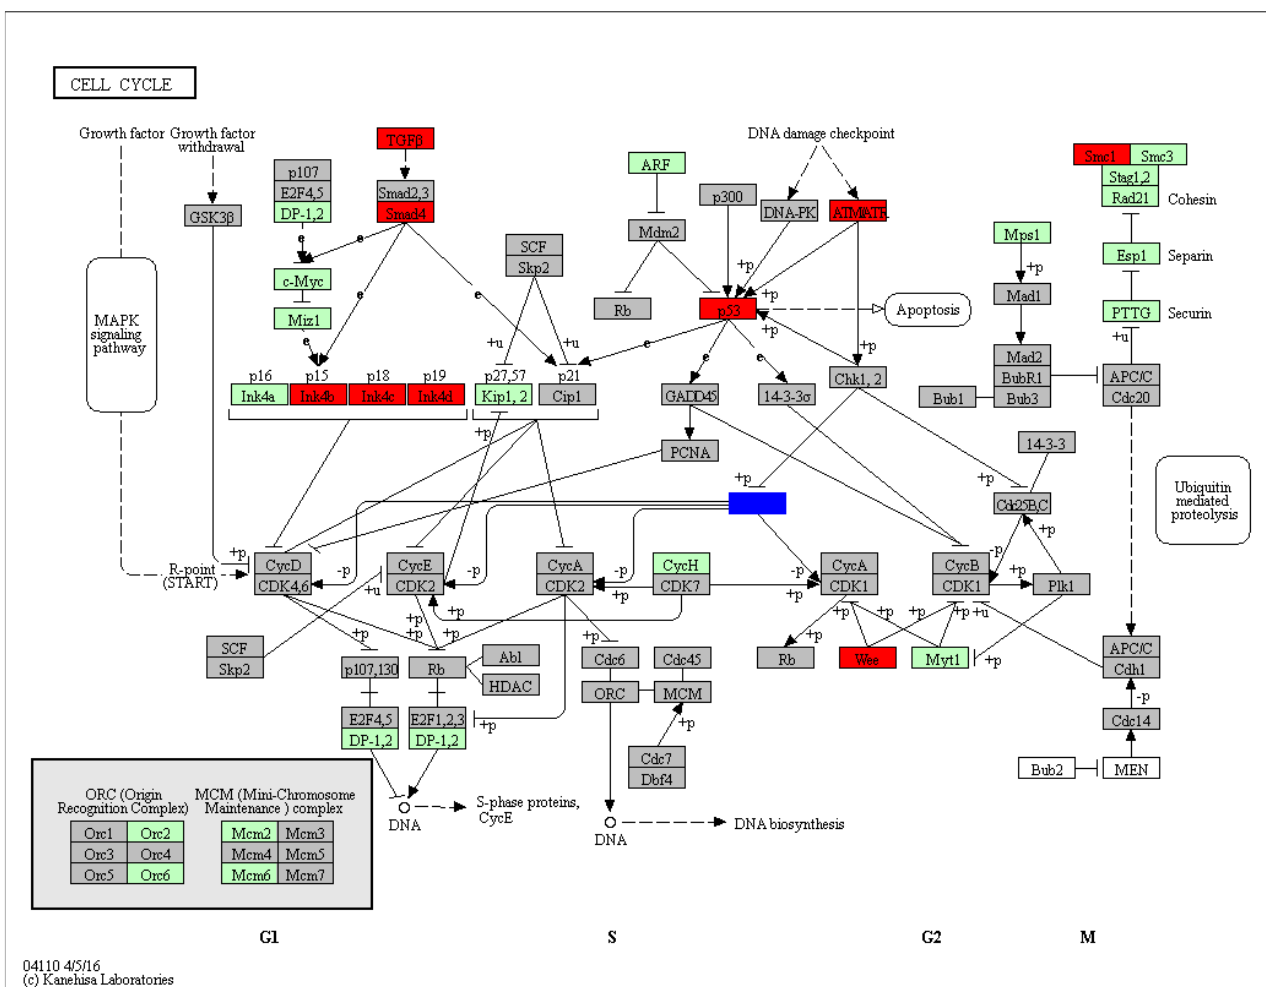 CELL CYCLE
Growth factor
Growth factor
withdrawal
TGFβ
DNA damage checkpoint
Smc1 Smc3
p107
E2F4,5
DP-1,2
Smad2,3
Smad4
ARF
p300
DNA-PK
ATM/ATR
Stag1,2
Rad21
Cohesin
GSK3β
Mdm2
Mps1
SCF
Skp2
Esp1
Separin
c-Myc
e
e
+p
+p
+p
Mad1
MAPK
signaling
pathway
Miz1
e
e
e
Rb
p53
+p
+p
Apoptosis
PTTG
Securin
e
+u
+u
e
e
e
+p
+u
Mad2
BubR1
Bub3
Bub1
APC/C
Cdc20
p16 p15 p18 p19 p27,57 p21
Ink4a Ink4b Ink4c Ink4d Kip1, 2 Cip1
GADD45
14-3-3σ
Chk1, 2
+p
PCNA
14-3-3
+p
+p
Cdc25B,C
Ubiquitin
mediated
proteolysis
+p
R-point
(START)
+p
CycD
CDK4,6
-p
CycE
CDK2
-p
+u
CycA
CDK2
-p
+p
CycH
CDK7
-p
+p
CycA
CDK1
CycB
CDK1
-p
+p
Plk1
SCF
Skp2
+p
+p
+p
+p
+p
+p
+p
+p
+u
p107,130
Rb
Abl
HDAC
Cdc6
Cdc45
ORC
MCM
Rb
Wee
Myt1
+p
APC/C
Cdh1
-p
E2F4,5
DP-1,2
E2F1,2,3
DP-1,2
+p
+p
Cdc7
Dbf4
Cdc14
Bub2
MEN
DNA
S-phase proteins,
CycE
DNA
DNA biosynthesis
ORC (Origin
Recognition Complex)
MCM (Mini-Chromosome
Maintenance ) complex
Orc1 Orc2 Mcm2 Mcm3
Orc3 Orc4 Mcm4 Mcm5
Orc5 Orc6 Mcm6 Mcm7
G1 S G2 M
04110 4/5/16
(c) Kanehisa Laboratories